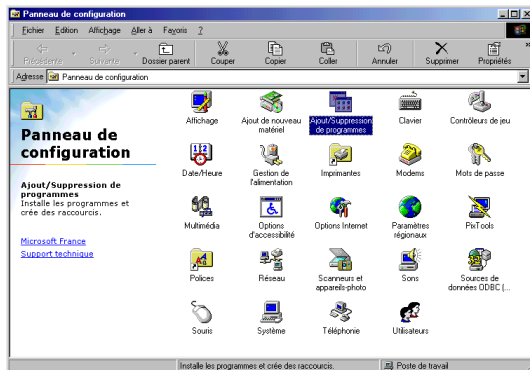 Panneau de configuration
Fichier Edition Affichage Aller à Favoris ?
Précédente Suivante Dossier parent Couper Copier Coller Annuler Supprimer Propriétés
Adresse Panneau de configuration
Panneau de
configuration
Ajout/Suppression de
programmes
Installe les programmes et
crée des raccourcis.
Microsoft France
Support technique
Affichage
Ajout de nouveau
matériel
Ajout/Suppression
de programmes
Clavier
Contrôleurs de jeu
Date/Heure
Gestion de
l'alimentation
Imprimantes
Modems
Mots de passe
Multimédia
Options
d'accessibilité
Options Internet
Paramètres
régionaux
PixTools
Polices
Réseau
Scanneurs et
appareils-photo
Sons
Sources de
données ODBC (...
Souris
Système
Téléphonie
Utilisateurs
Installe les programmes et crée des raccourcis. Poste de travail